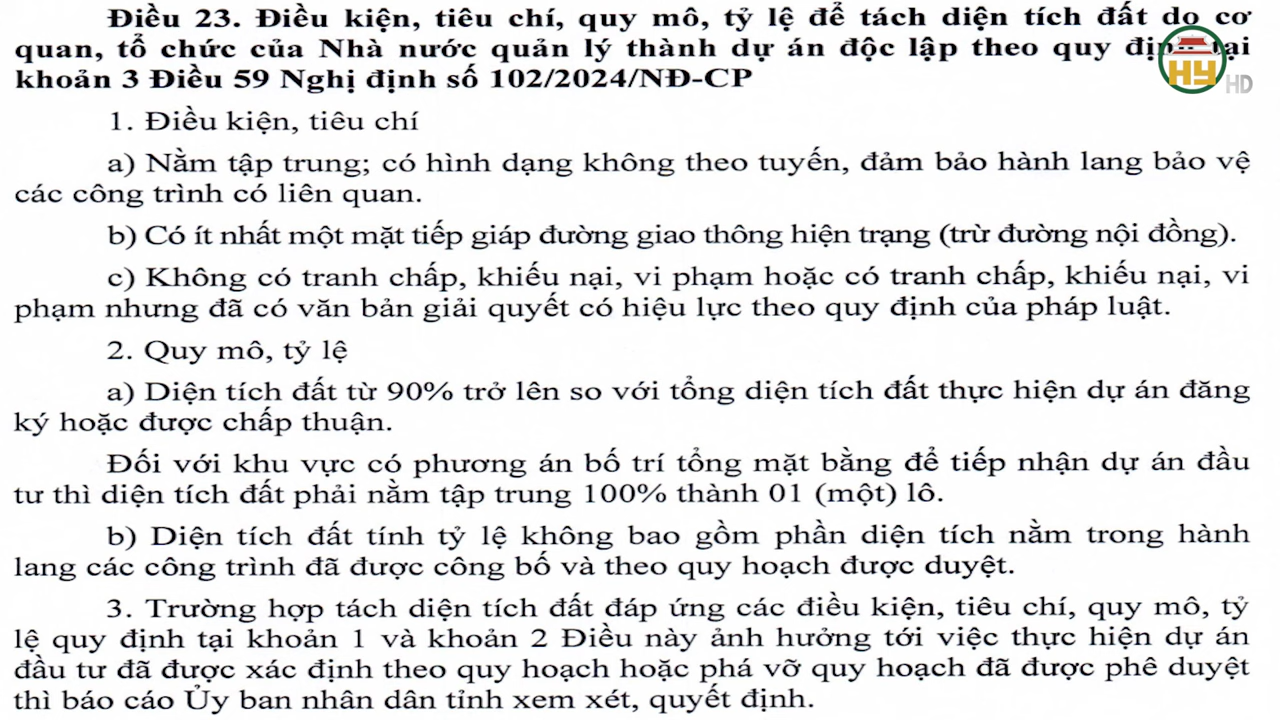 Điều 23. Điều kiện, tiêu chí, quy mô, tỷ lệ để tách diện tích đất do cơ
quan, tổ chức của Nhà nước quản lý thành dự án độc lập theo quy định tại
khoản 3 Điều 59 Nghị định số 102/2024/NĐ-CP
HY HD
1. Điều kiện, tiêu chí
a) Nằm tập trung; có hình dạng không theo tuyến, đảm bảo hành lang bảo vệ
các công trình có liên quan.
b) Có ít nhất một mặt tiếp giáp đường giao thông hiện trạng (trừ đường nội đồng).
c) Không có tranh chấp, khiếu nại, vi phạm hoặc có tranh chấp, khiếu nại, vi
phạm nhưng đã có văn bản giải quyết có hiệu lực theo quy định của pháp luật.
2. Quy mô, tỷ lệ
a) Diện tích đất từ 90% trở lên so với tổng diện tích đất thực hiện dự án đăng
ký hoặc được chấp thuận.
Đối với khu vực có phương án bố trí tổng mặt bằng để tiếp nhận dự án đầu
tư thì diện tích đất phải nằm tập trung 100% thành 01 (một) lô.
b) Diện tích đất tính tỷ lệ không bao gồm phần diện tích nằm trong hành
lang các công trình đã được công bố và theo quy hoạch được duyệt.
3. Trường hợp tách diện tích đất đáp ứng các điều kiện, tiêu chí, quy mô, tỷ
lệ quy định tại khoản 1 và khoản 2 Điều này ảnh hưởng tới việc thực hiện dự án
đầu tư đã được xác định theo quy hoạch hoặc phá vỡ quy hoạch đã được phê duyệt
thì báo cáo Ủy ban nhân dân tỉnh xem xét, quyết định.